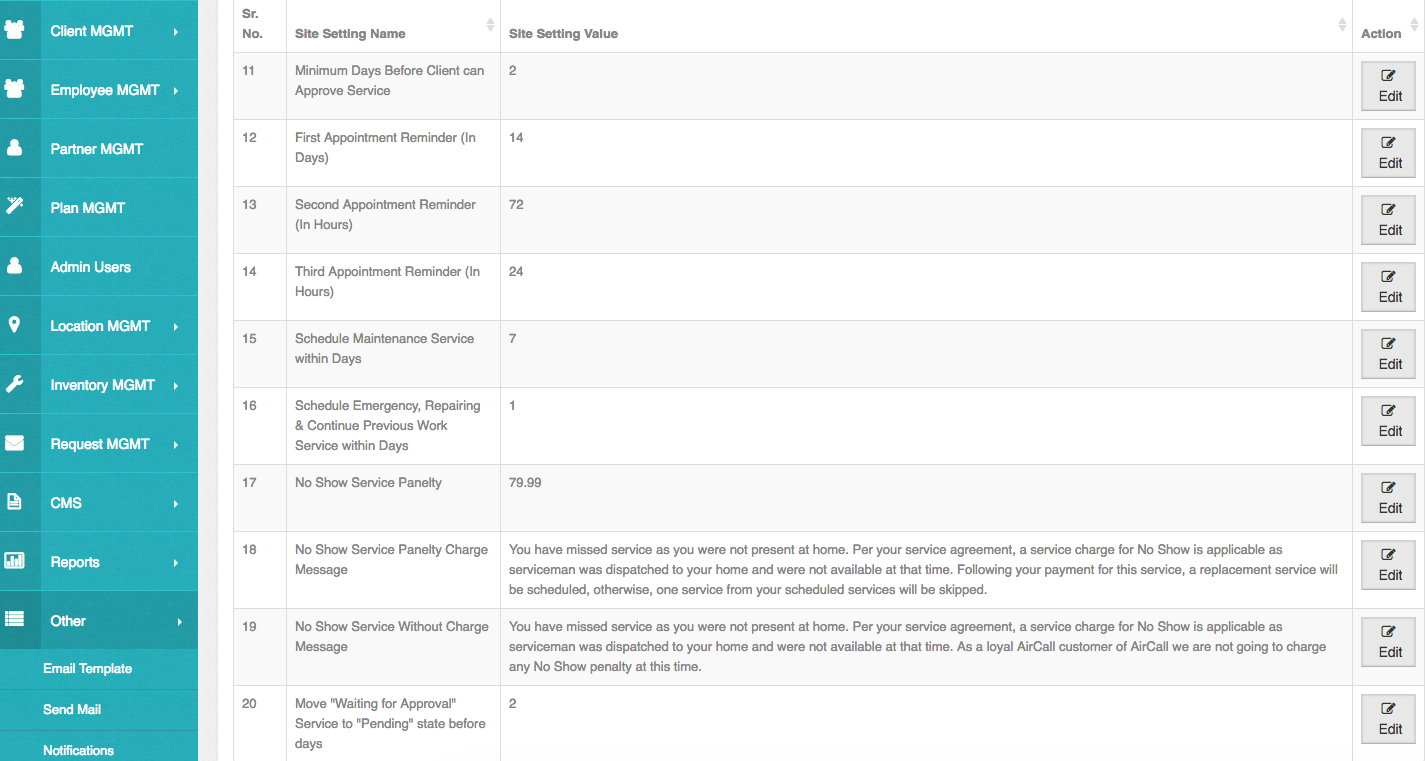 Client MGMT
Employee MGMT
Partner MGMT
Plan MGMT
Admin Users
Location MGMT
Inventory MGMT
Request MGMT
CMS
Reports
Other
Email Template
Send Mail
Notifications
Sr.
No.
Site Setting Name
Site Setting Value
Action
11
Minimum Days Before Client can
Approve Service
2
Edit
12
First Appointment Reminder (In
Days)
14
Edit
13
Second Appointment Reminder
(In Hours)
72
Edit
14
Third Appointment Reminder (In
Hours)
24
Edit
15
Schedule Maintenance Service
within Days
7
Edit
16
Schedule Emergency, Repairing
& Continue Previous Work
Service within Days
1
Edit
17
No Show Service Panelty
79.99
Edit
18
No Show Service Panelty Charge
Message
You have missed service as you were not present at home. Per your service agreement, a service charge for No Show is applicable as
serviceman was dispatched to your home and were not available at that time. Following your payment for this service, a replacement service will
be scheduled, otherwise, one service from your scheduled services will be skipped.
Edit
19
No Show Service Without Charge
Message
You have missed service as you were not present at home. Per your service agreement, a service charge for No Show is applicable as
serviceman was dispatched to your home and were not available at that time. As a loyal AirCall customer of AirCall we are not going to charge
any No Show penalty at this time.
Edit
20
Move "Waiting for Approval"
Service to "Pending" state before
days
2
Edit